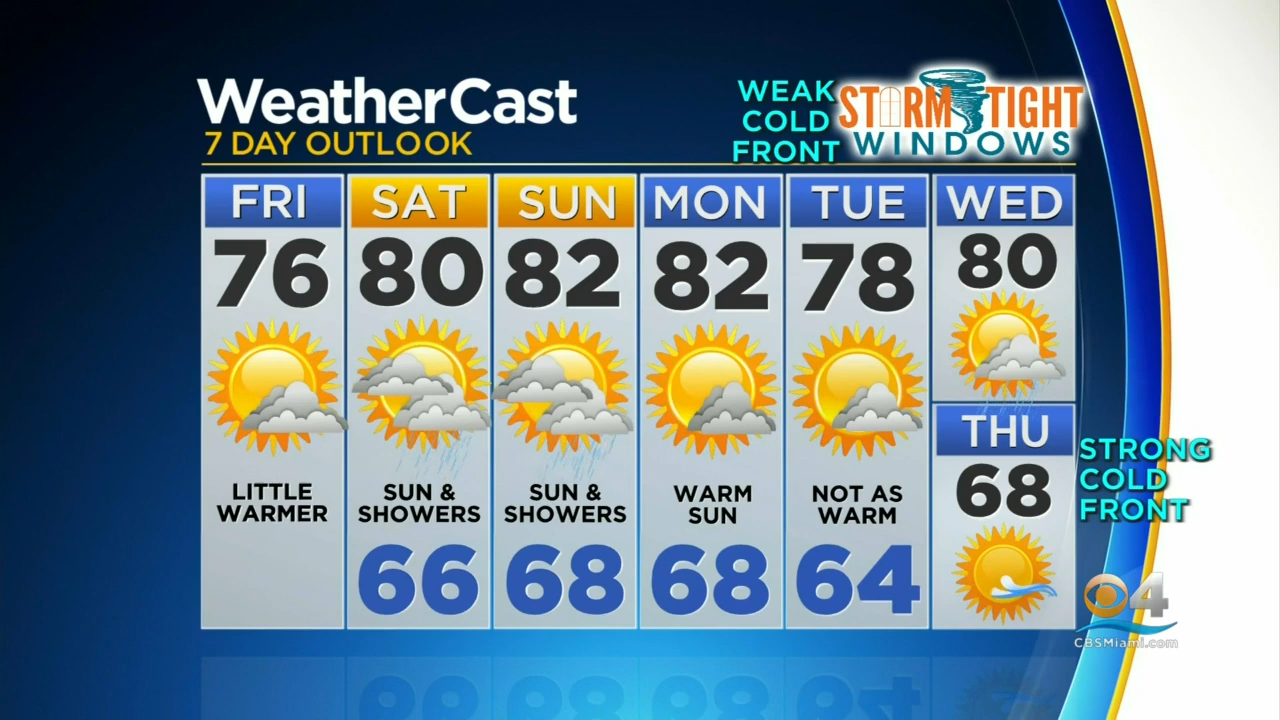 WeatherCast
7 DAY OUTLOOK
WEAK
COLD
FRONT
STORM TIGHT
WINDOWS
FRI
76
LITTLE
WARMER
SAT
80
SUN &
SHOWERS
66
SUN
82
SUN &
SHOWERS
68
MON
82
WARM
SUN
68
TUE
78
NOT AS
WARM
64
WED
80
THU
68
STRONG
COLD
FRONT
4
CBSMiami.com